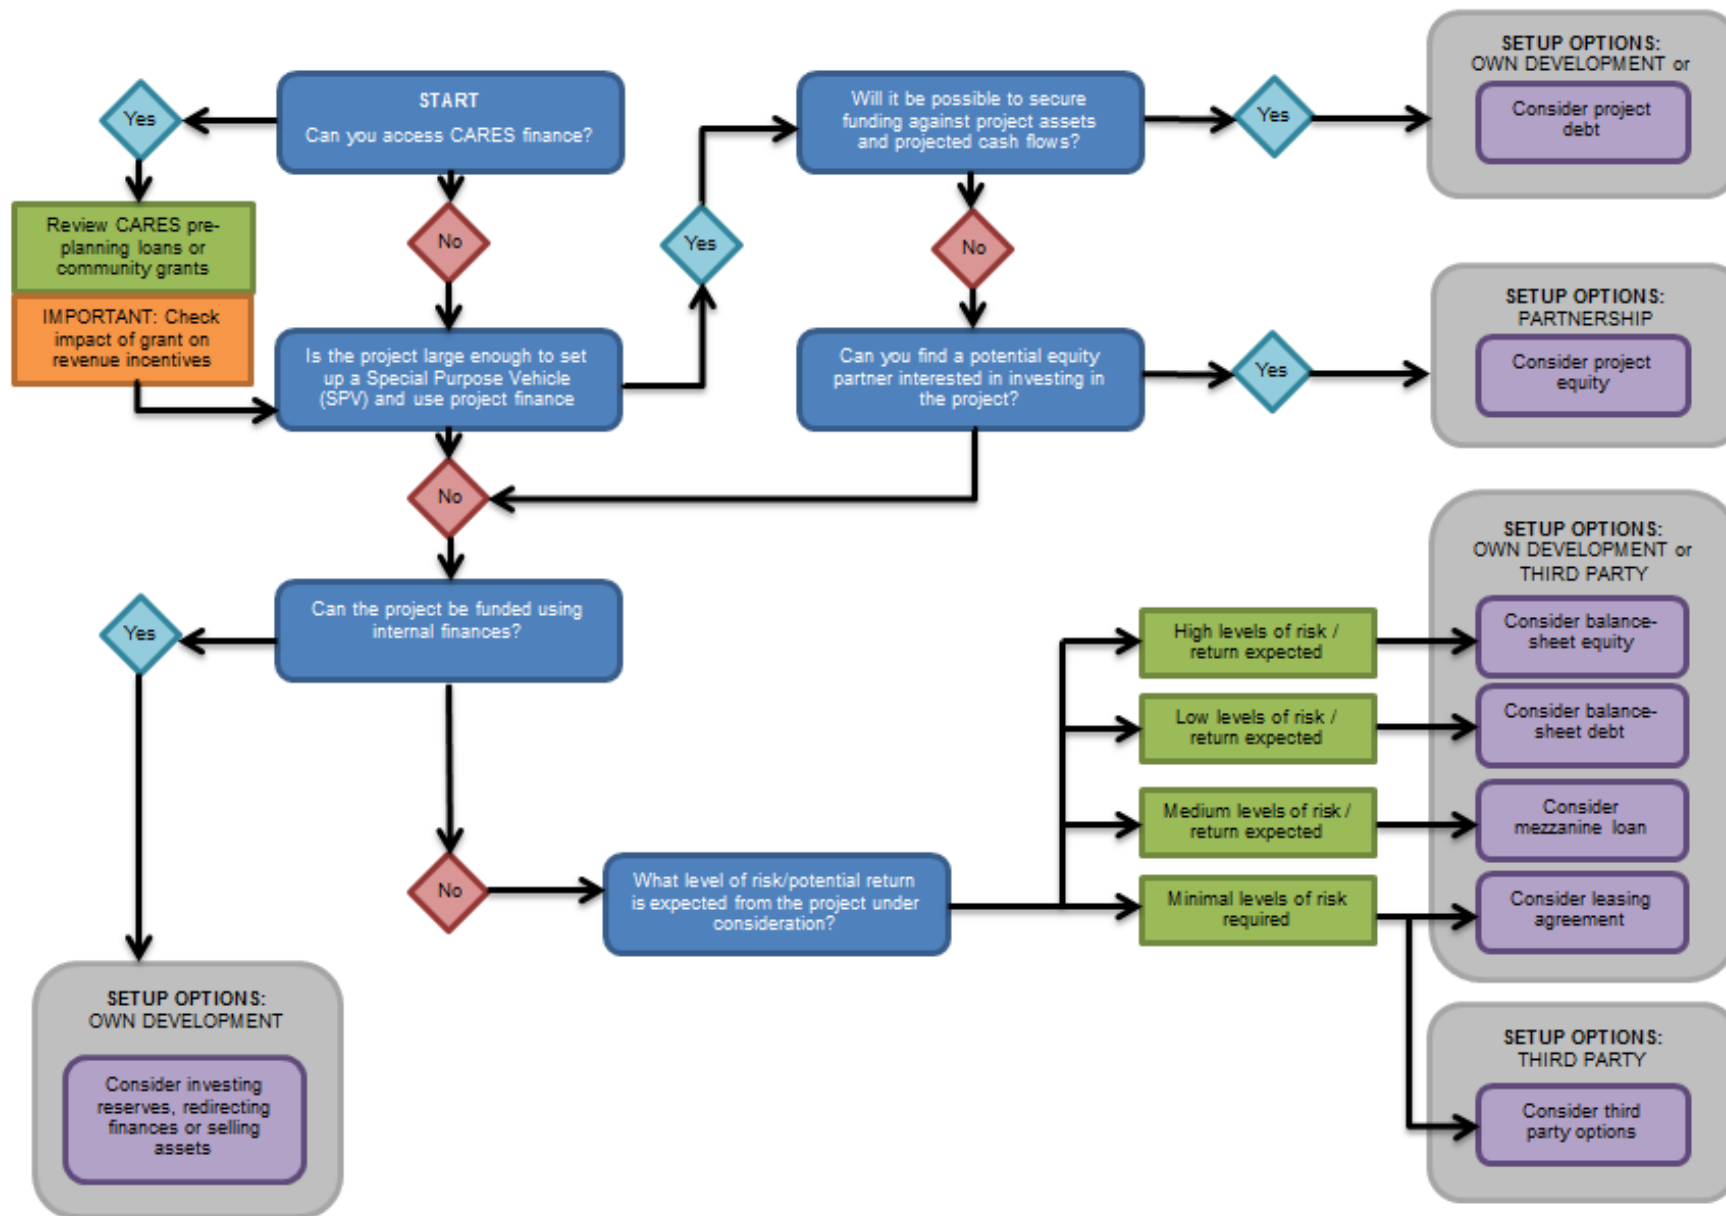 START
Can you access CARES finance?
Yes
No
Review CARES pre-
planning loans or
community grants
IMPORTANT: Check
impact of grant on
revenue incentives
Is the project large enough to set
up a Special Purpose Vehicle
(SPV) and use project finance
Yes
Will it be possible to secure
funding against project assets
and projected cash flows?
Yes
SETUP OPTIONS:
OWN DEVELOPMENT or
Consider project
debt
No
Can you find a potential equity
partner interested in investing in
the project?
Yes
SETUP OPTIONS:
PARTNERSHIP
Consider project
equity
No
Can the project be funded using
internal finances?
Yes
SETUP OPTIONS:
OWN DEVELOPMENT
Consider investing
reserves, redirecting
finances or selling
assets
No
What level of risk/potential return
is expected from the project under
consideration?
High levels of risk /
return expected
Low levels of risk /
return expected
Medium levels of risk /
return expected
Minimal levels of risk
required
SETUP OPTIONS:
OWN DEVELOPMENT or
THIRD PARTY
Consider balance-
sheet equity
Consider balance-
sheet debt
Consider
mezzanine loan
Consider leasing
agreement
SETUP OPTIONS:
THIRD PARTY
Consider third
party options